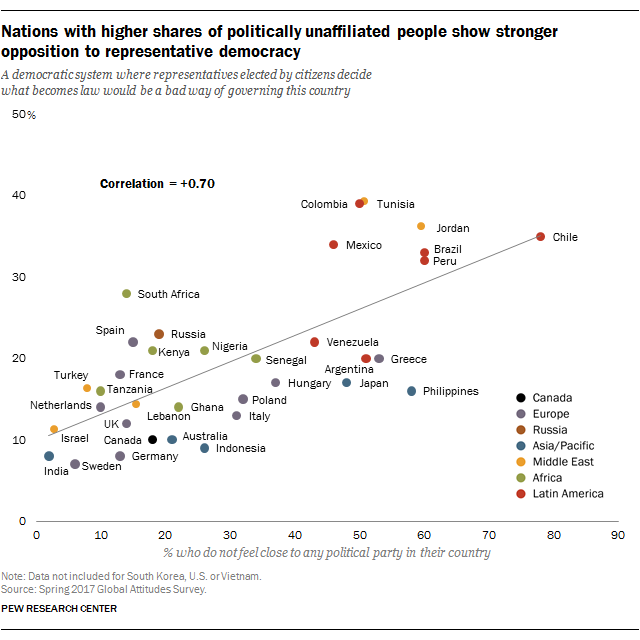 Nations with higher shares of politically unaffiliated people show stronger
opposition to representative democracy
A democratic system where representatives elected by citizens decide
what becomes law would be a bad way of governing this country
50%
Correlation = +0.70
40
Colombia
Tunisia
Jordan
Mexico
Brazil
Chile
Peru
30
South Africa
Spain
Russia
Kenya
Nigeria
Venezuela
20
Senegal
Argentina
Greece
Turkey
France
Tanzania
Hungary
Japan
Philippines
Netherlands
Lebanon
Ghana
Poland
Italy
UK
Israel
Canada
Australia
10
Indonesia
India
Sweden
Germany
Canada
Europe
Russia
Asia/Pacific
Middle East
Africa
Latin America
0
0 10 20 30 40 50 60 70 80 90
% who do not feel close to any political party in their country
Note: Data not included for South Korea, U.S. or Vietnam.
Source: Spring 2017 Global Attitudes Survey.
PEW RESEARCH CENTER